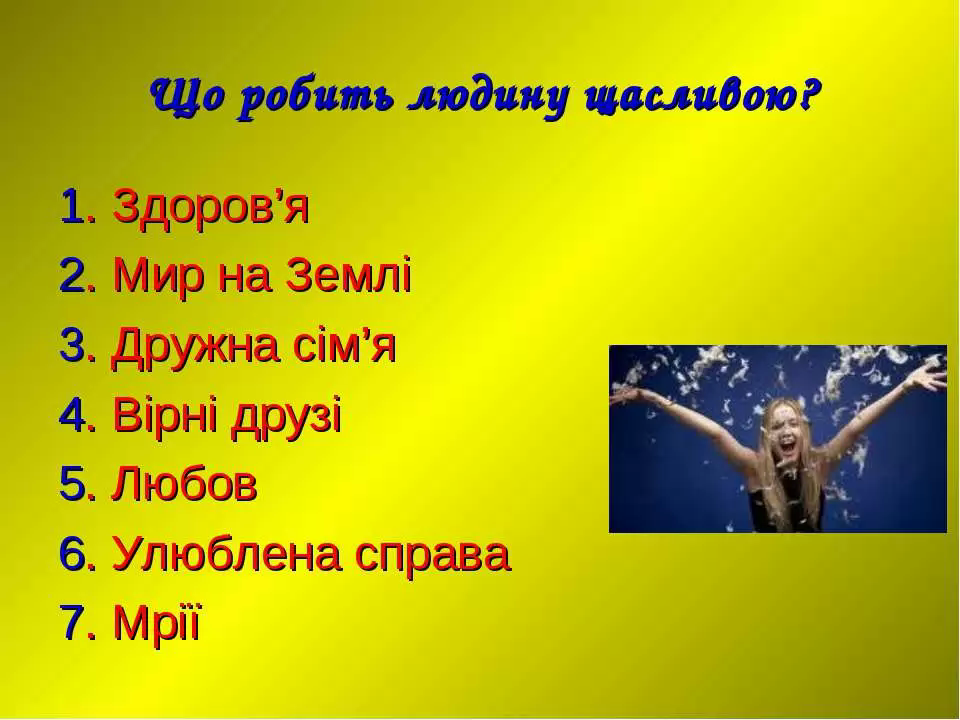 Що робить людину щасливою?
1. Здоров’я
2. Мир на Землі
3. Дружна сім’я
4. Вірні друзі
5. Любов
6. Улюблена справа
7. Мрії